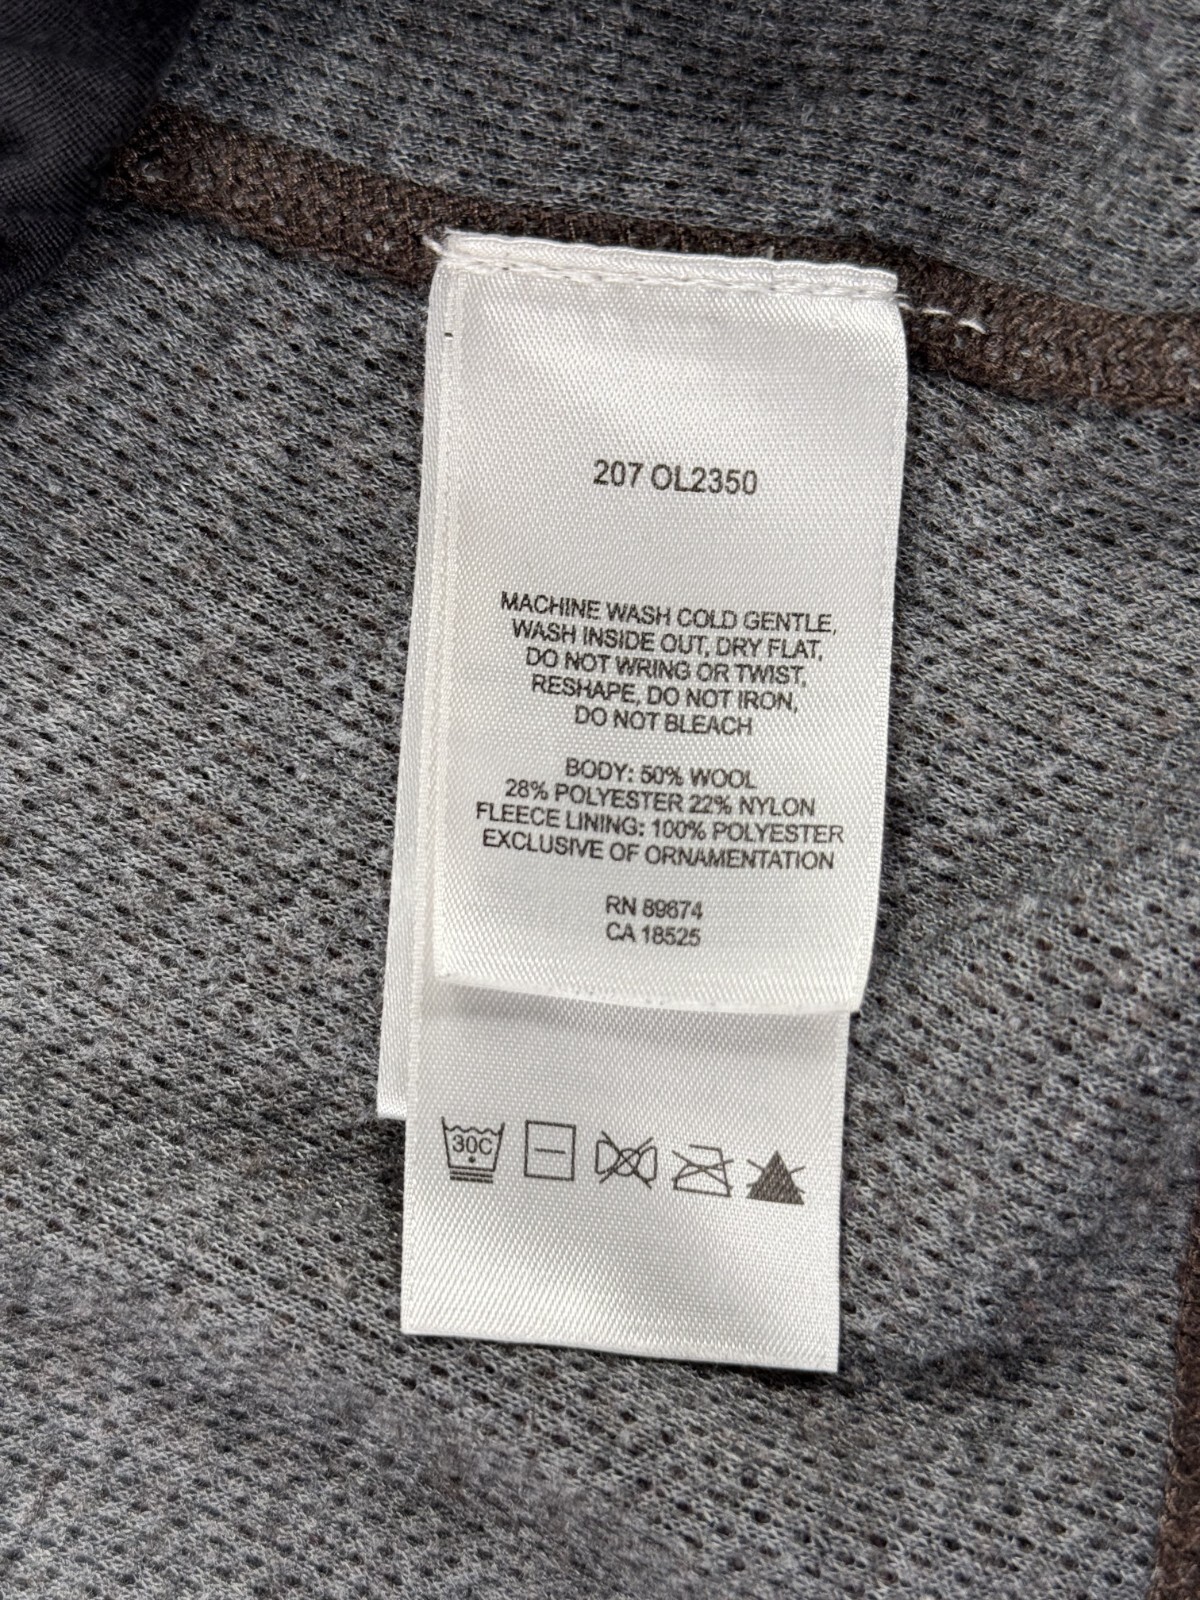 207 OL2350
MACHINE WASH COLD GENTLE,
WASH INSIDE OUT, DRY FLAT,
DO NOT WRING OR TWIST,
RESHAPE, DO NOT IRON,
DO NOT BLEACH
BODY: 50% WOOL
28% POLYESTER 22% NYLON
FLEECE LINING: 100% POLYESTER
EXCLUSIVE OF ORNAMENTATION
RN 89674
CA 18525
30C